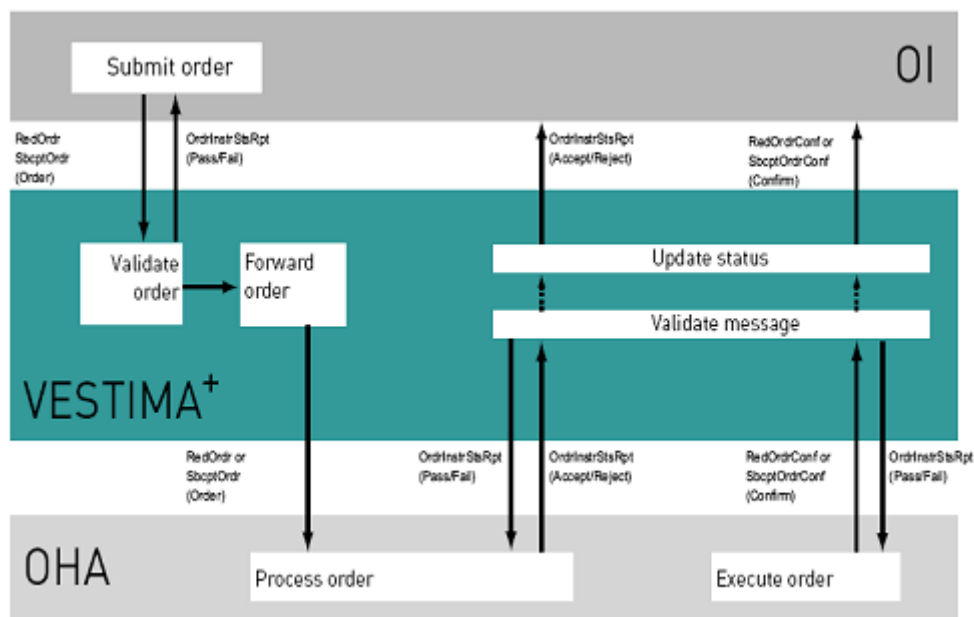 Submit order
OI
RedOrdr
SbcptOrdr
(Order)
OrdrInstrStsRpt
(Pass/Fail)
OrdrInstrStsRpt
(Accept/Reject)
RedOrdrConf or
SbcptOrdrConf
(Confirm)
Validate
order
Forward
order
Update status
Validate message
VESTIMA+
RedOrdr or
SbcptOrdr
(Order)
OrdrInstrStsRpt
(Pass/Fail)
OrdrInstrStsRpt
(Accept/Reject)
RedOrdrConf or
SbcptOrdrConf
(Confirm)
OrdrInstrStsRpt
(Pass/Fail)
OHA
Process order
Execute order